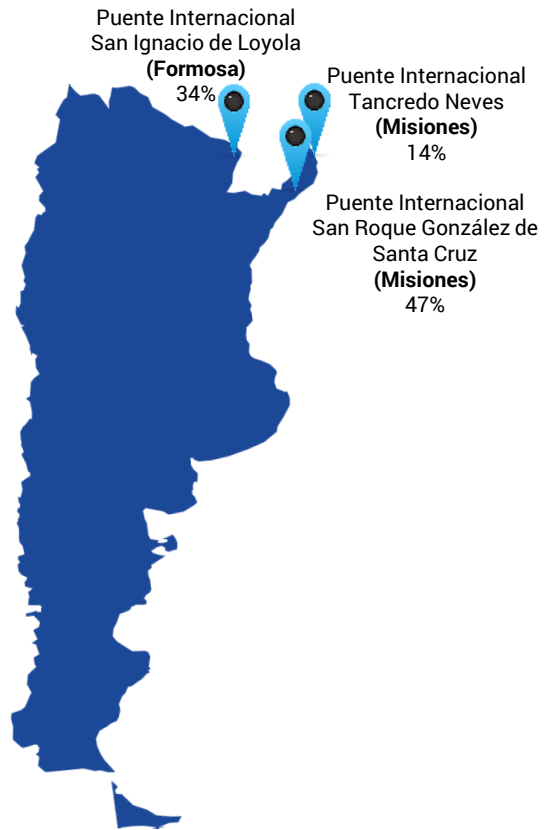 Puente Internacional
San Ignacio de Loyola
(Formosa)
34%
Puente Internacional
Tancredo Neves
(Misiones)
14%
Puente Internacional
San Roque González de
Santa Cruz
(Misiones)
47%